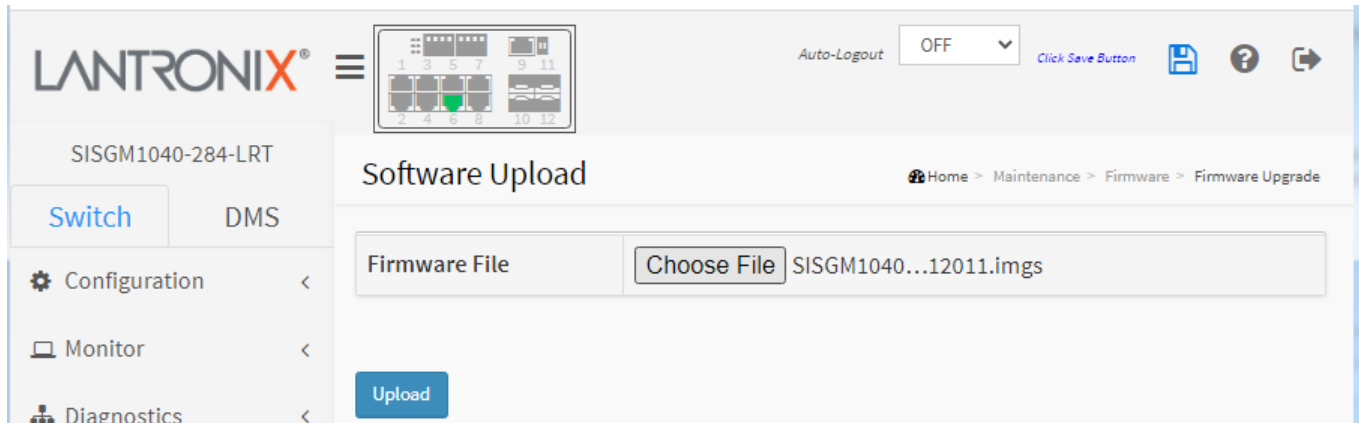 LANTRONIX®
1 3 5 7 9 11
2 4 6 8 10 12
Auto-Logout OFF Click Save Button
SISGM1040-284-LRT
Switch DMS
Configuration
Monitor
Diagnostics
Software Upload
Home > Maintenance > Firmware > Firmware Upgrade
Firmware File Choose File SISGM1040...12011.imgs
Upload